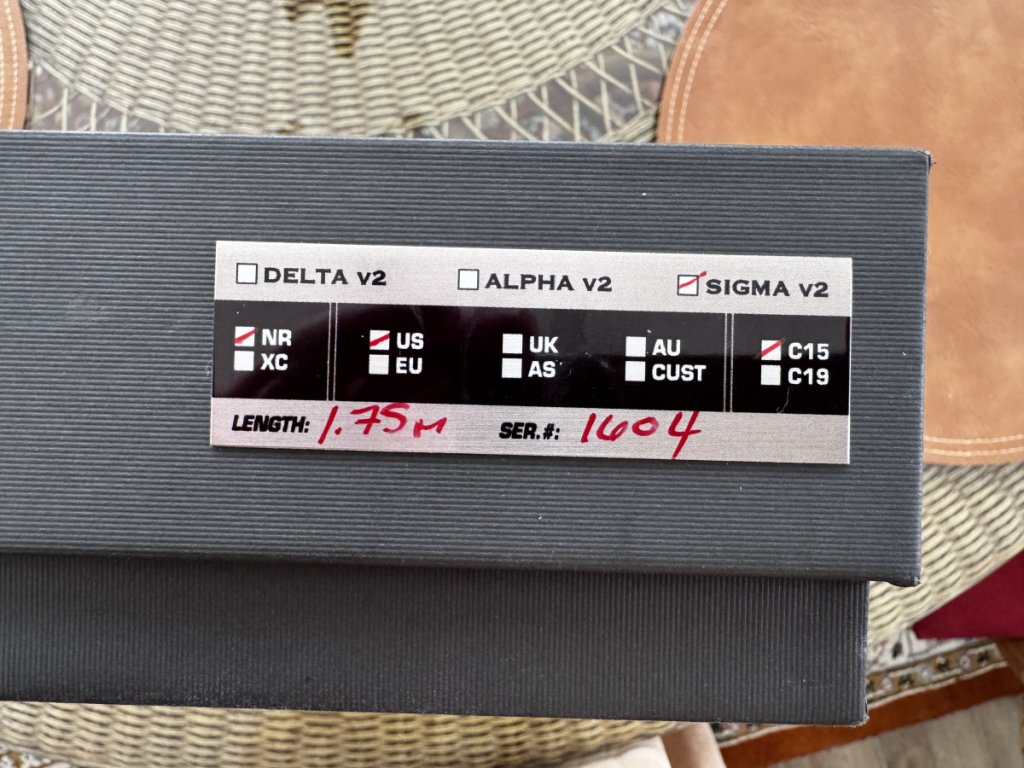 DELTA v2 ALPHA v2 SIGMA v2
NR US UK AU C15
XC EU AS CUST C19
LENGTH: 1.75m SER.#: 1604